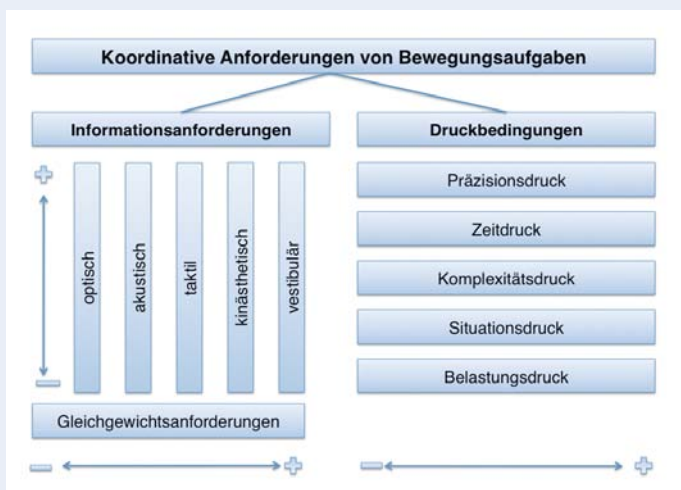 Koordinative Anforderungen von Bewegungsaufgaben
Informationsanforderungen
optisch
akustisch
taktil
kinästhetisch
vestibulär
Gleichgewichtsanforderungen
Druckbedingungen
Präzisionsdruck
Zeitdruck
Komplexitätsdruck
Situationsdruck
Belastungsdruck